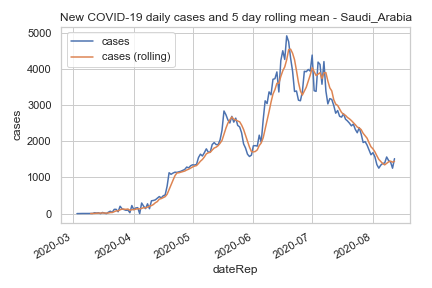 New COVID-19 daily cases and 5 day rolling mean - Saudi_Arabia
cases
cases (rolling)
5000
4000
3000
2000
1000
0
cases
2020-03
2020-04
2020-05
2020-06
2020-07
2020-08
dateRep